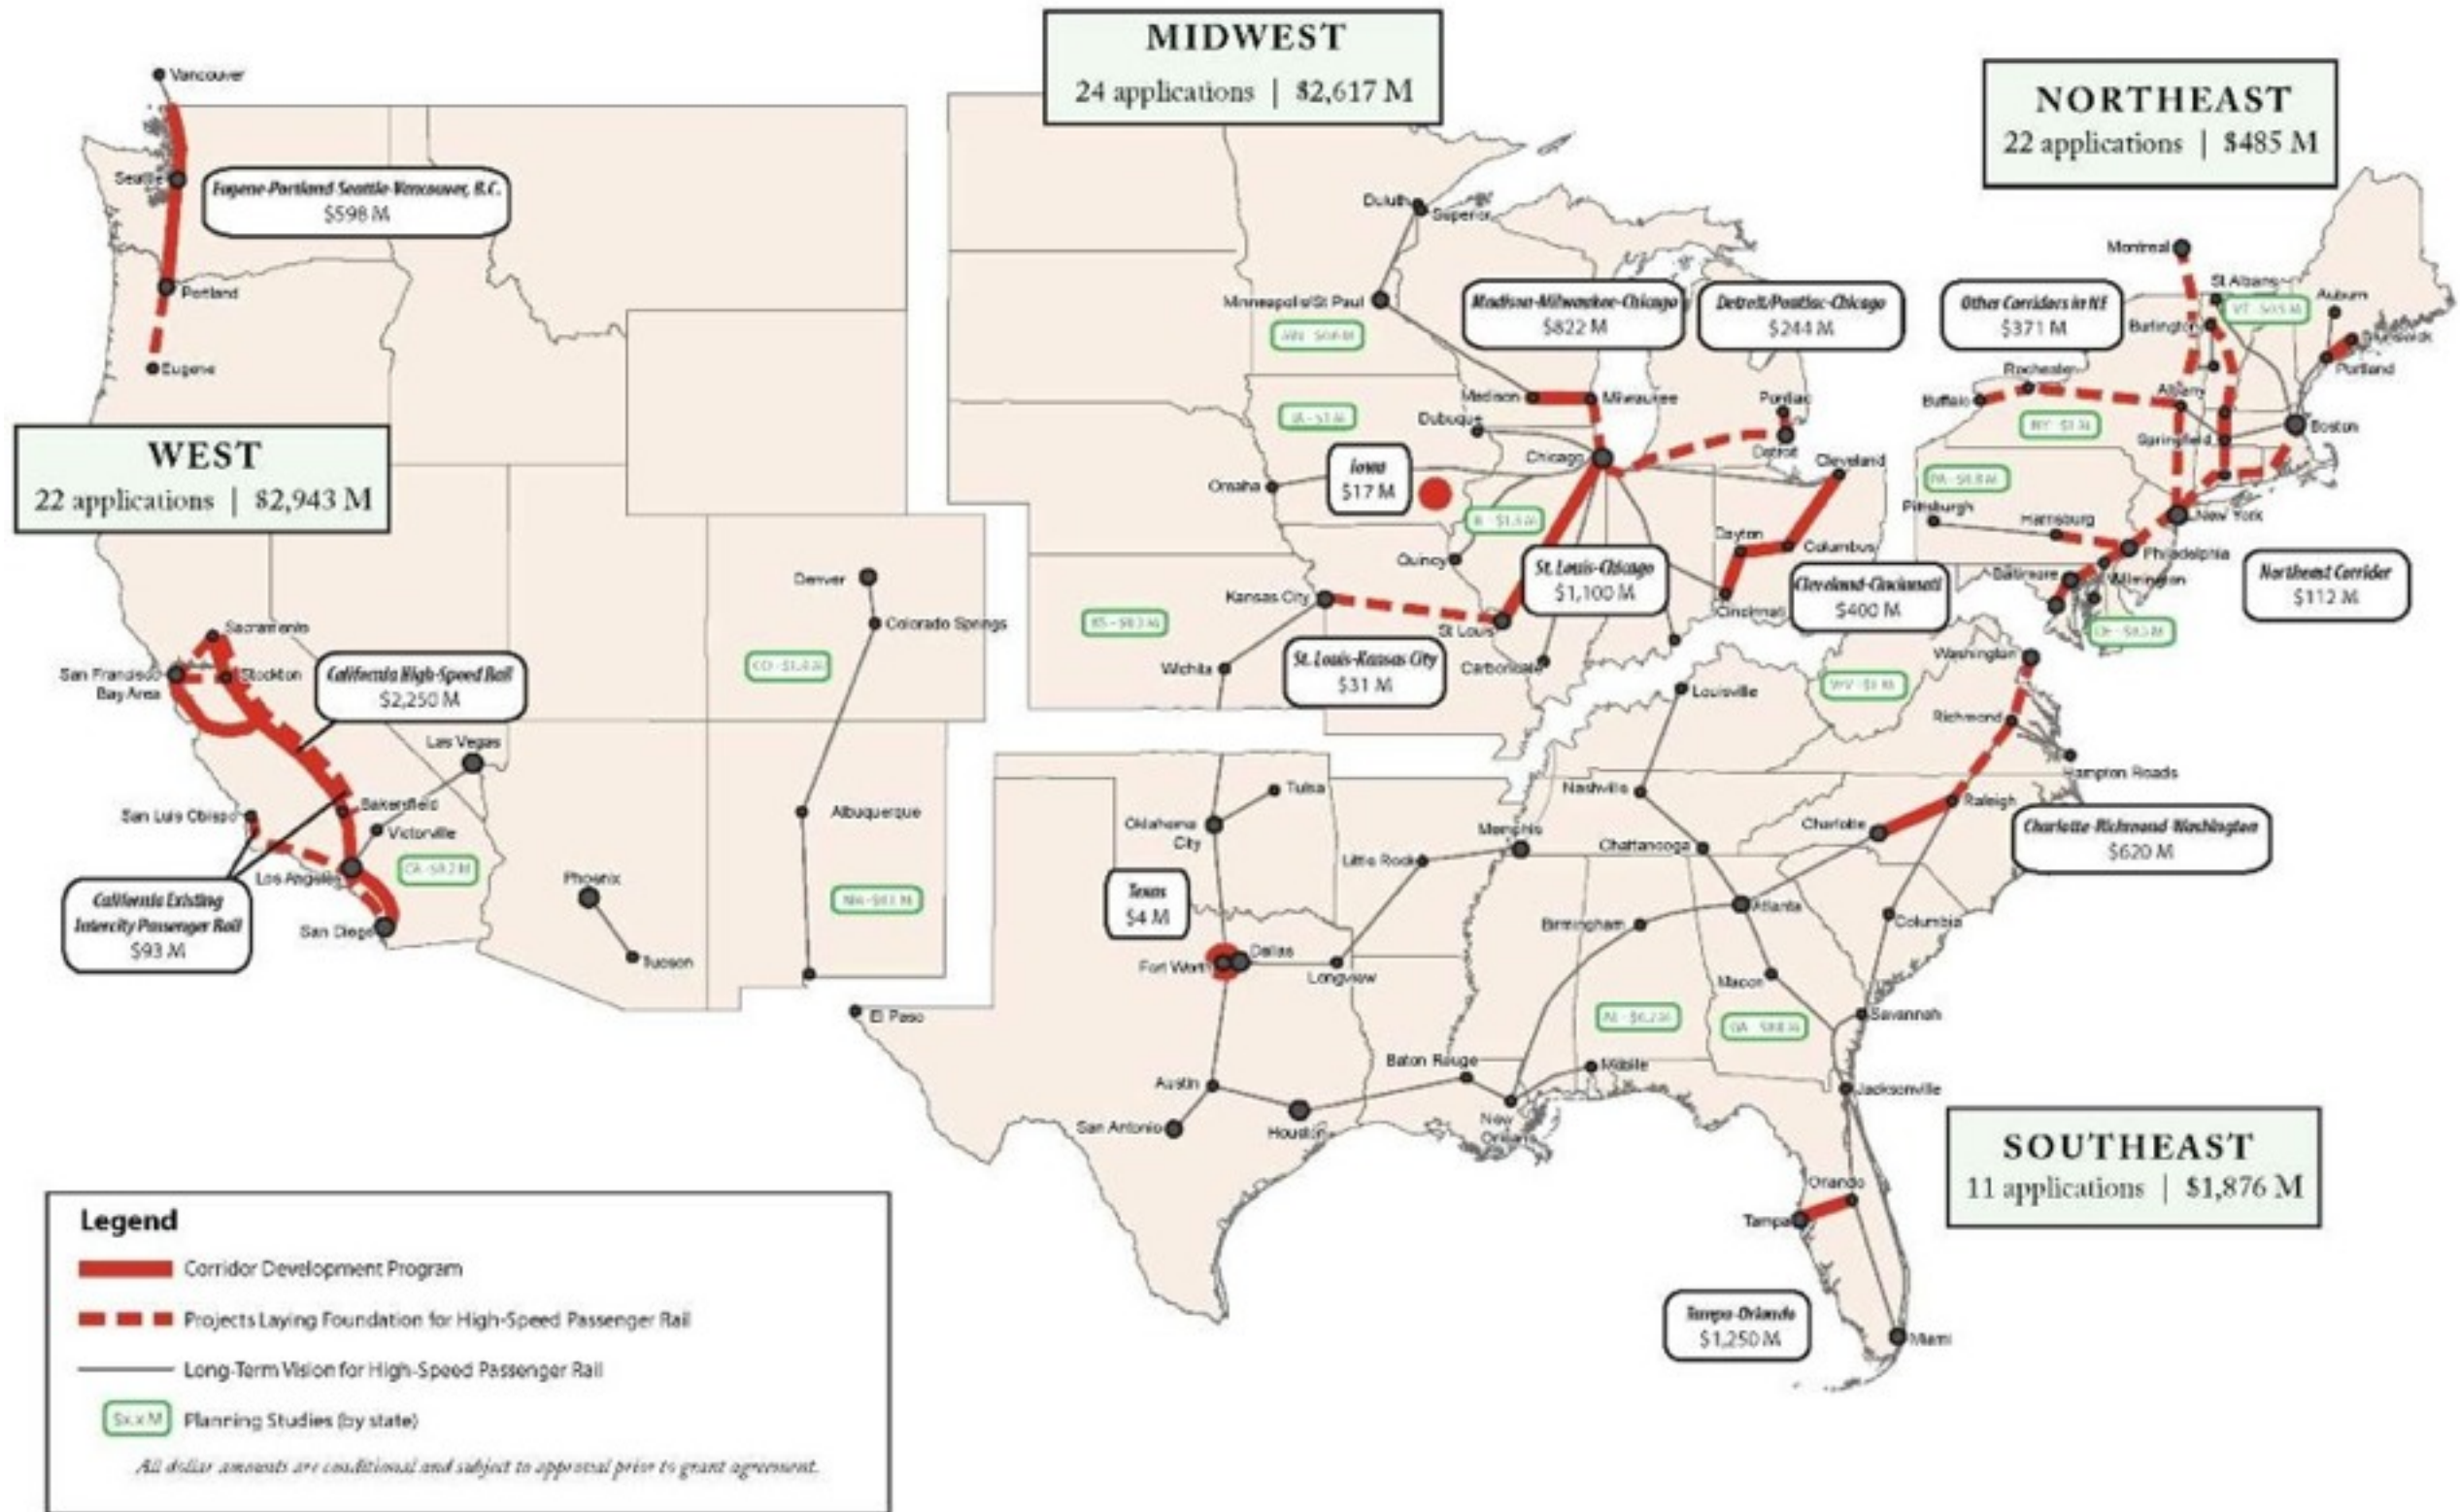 MIDWEST
24 applications | $2,617 M
NORTHEAST
22 applications | $485 M
WEST
22 applications | $2,943 M
SOUTHEAST
11 applications | $1,876 M
Vancouver
Seattle
Eugene-Portland-Seattle-Vancouver, B.C.
$598 M
Portland
Eugene
Sacramento
San Francisco
Bay Area
Stockton
California High-Speed Rail
$2,250 M
Las Vegas
San Luis Obispo
Bakersfield
Victorville
Los Angeles
San Diego
California Existing
Intercity Passenger Rail
$93 M
Phoenix
Tucson
Denver
Colorado Springs
Albuquerque
El Paso
Duluth
Superior
Minneapolis/St Paul
Madison-Milwaukee-Chicago
$822 M
Detroit/Pontiac-Chicago
$244 M
Madison
Milwaukee
Dubuque
Pontiac
Detroit
Chicago
Cleveland
Omaha
Iowa
$17 M
Quincy
Dayton
Columbus
St. Louis-Chicago
$1,100 M
Cleveland-Cincinnati
$400 M
Kansas City
St Louis
Cincinnati
Wichita
St. Louis-Kansas City
$31 M
Carbondale
Montreal
St Albans
Auburn
Other Corridors in NE
$371 M
Burlington
Brunswick
Rochester
Portland
Buffalo
Albany
Springfield
Boston
Pittsburgh
Harrisburg
New York
Philadelphia
Baltimore
Wilmington
Northeast Corridor
$112 M
Washington
Louisville
Richmond
Hampton Roads
Nashville
Raleigh
Charlotte
Charlotte-Richmond-Washington
$620 M
Tulsa
Oklahoma
City
Memphis
Little Rock
Chattanooga
Texas
$4 M
Atlanta
Birmingham
Columbia
Fort Worth
Dallas
Longview
Macon
Savannah
Baton Rouge
Mobile
Jacksonville
Austin
San Antonio
Houston
New
Orleans
Orlando
Tampa
Tampa-Orlando
$1,250 M
Miami
Legend
Corridor Development Program
Projects Laying Foundation for High-Speed Passenger Rail
Long-Term Vision for High-Speed Passenger Rail
$x.x M
Planning Studies (by state)
All dollar amounts are conditional and subject to approval prior to grant agreement.